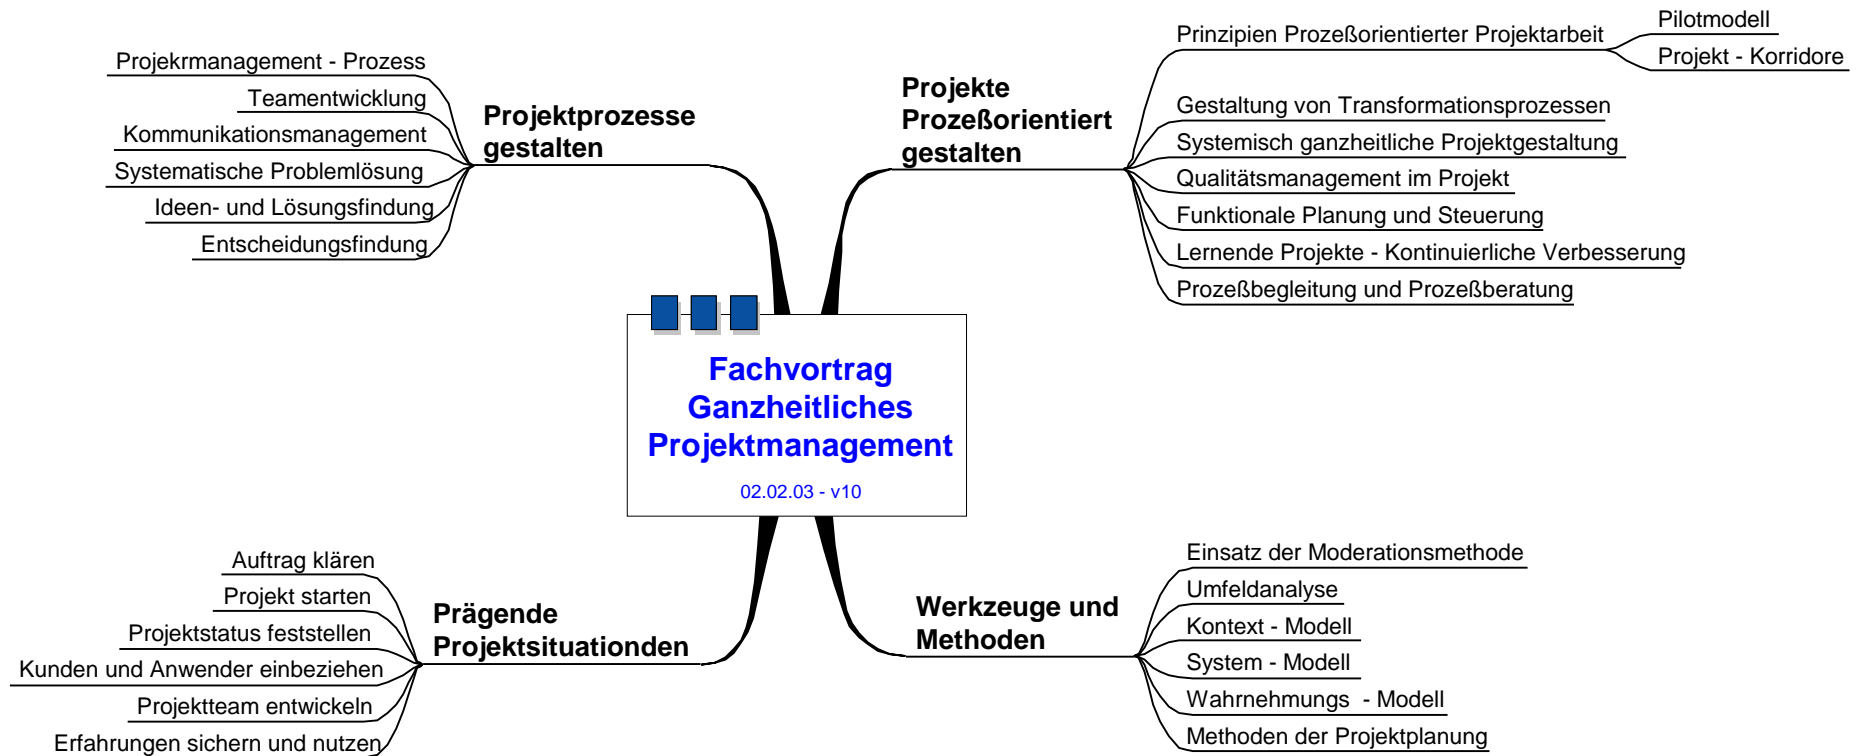 Projekrmanagement - Prozess
Teamentwicklung
Kommunikationsmanagement
Systematische Problemlösung
Ideen- und Lösungsfindung
Entscheidungsfindung
Projektprozesse
gestalten
Projekte
Prozeßorientiert
gestalten
Prinzipien Prozeßorientierter Projektarbeit
Pilotmodell
Projekt - Korridore
Gestaltung von Transformationsprozessen
Systemisch ganzheitliche Projektgestaltung
Qualitätsmanagement im Projekt
Funktionale Planung und Steuerung
Lernende Projekte - Kontinuierliche Verbesserung
Prozeßbegleitung und Prozeßberatung
Fachvortrag
Ganzheitliches
Projektmanagement
02.02.03 - v10
Auftrag klären
Projekt starten
Projektstatus feststellen
Kunden und Anwender einbeziehen
Projektteam entwickeln
Erfahrungen sichern und nutzen
Prägende
Projektsituationden
Werkzeuge und
Methoden
Einsatz der Moderationsmethode
Umfeldanalyse
Kontext - Modell
System - Modell
Wahrnehmungs  - Modell
Methoden der Projektplanung